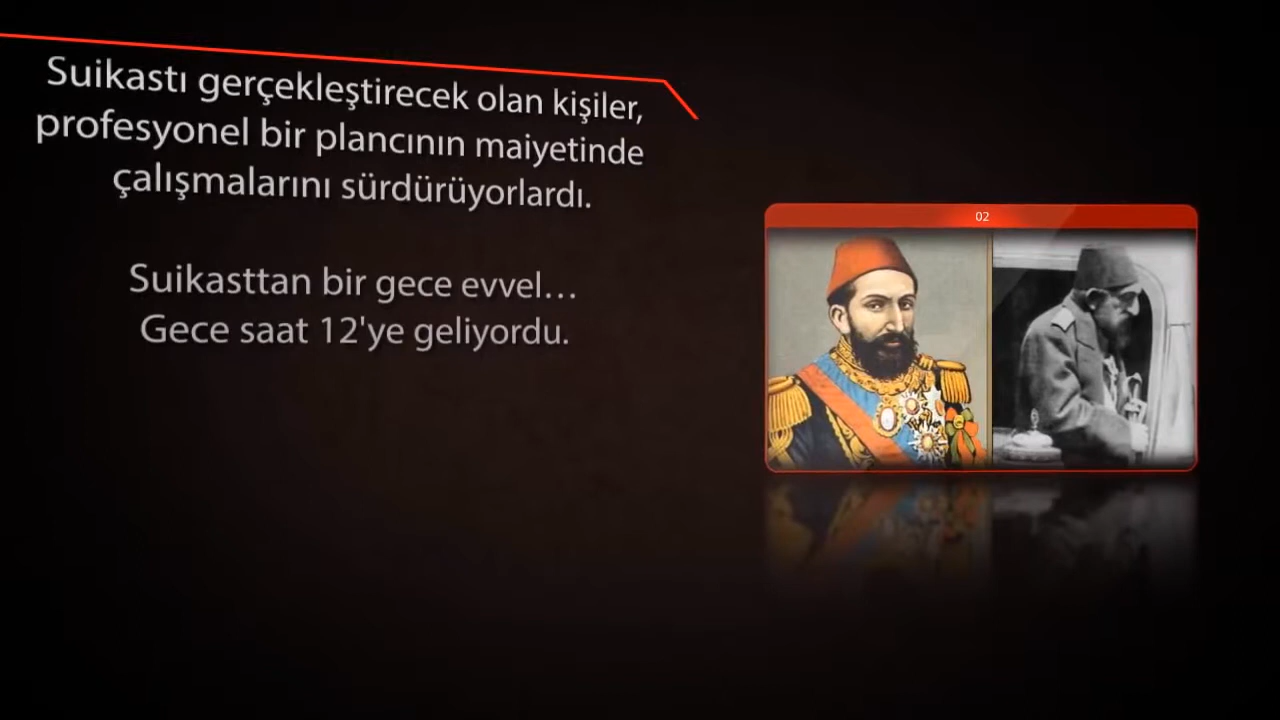 Suikastı gerçekleştirecek olan kişiler,
profesyonel bir plancının maiyetinde
çalışmalarını sürdürüyorlardı.
Suikasttan bir gece evvel…
Gece saat 12'ye geliyordu.
02